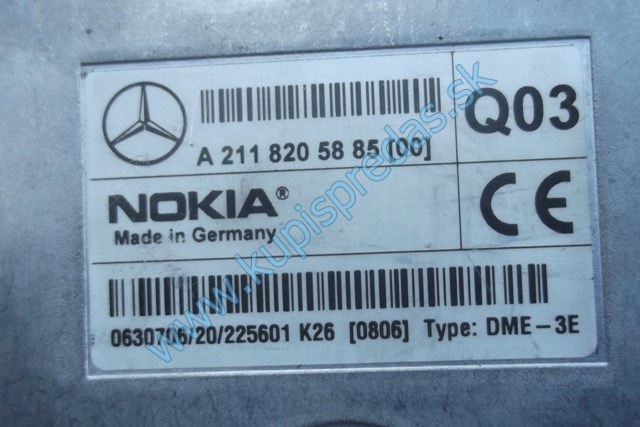 A 211 820 58 85 [00]
Q03
NOKIA®
Made in Germany
CE
0630706/20/225601 K26 [0806] Type: DME-3E
www.kupispredas.sk